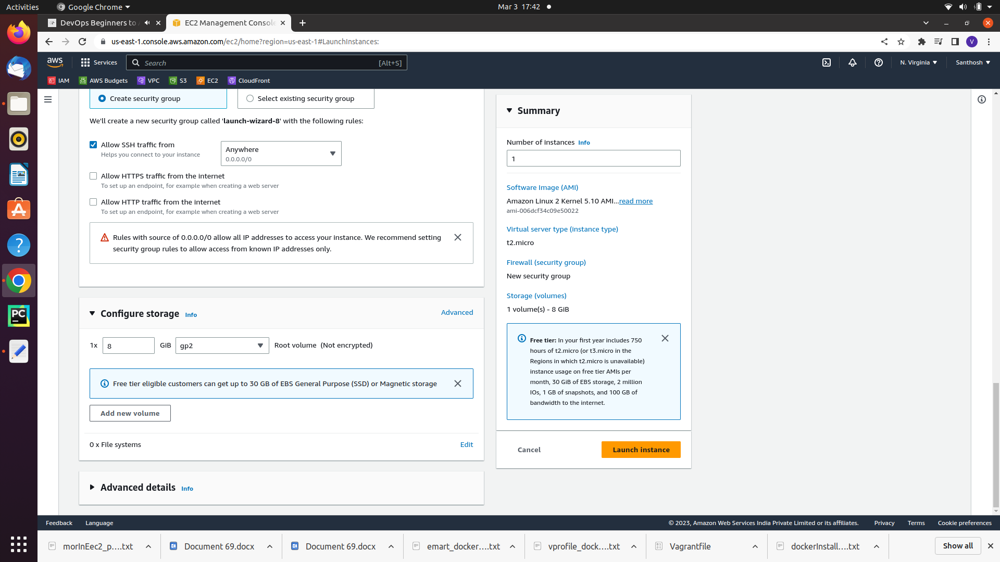 Activities
Google Chrome
Mar 3 17:42
DevOps Beginners to
EC2 Management Console
us-east-1.console.aws.amazon.com/ec2/home?region=us-east-1#LaunchInstances:
V
aws
Services
Search
[Alt+S]
N. Virginia
Santhosh
IAM
AWS Budgets
VPC
S3
EC2
CloudFront
Create security group
Select existing security group
We'll create a new security group called 'launch-wizard-8' with the following rules:
Allow SSH traffic from
Helps you connect to your instance
Anywhere
0.0.0.0/0
Allow HTTPS traffic from the internet
To set up an endpoint, for example when creating a web server
Allow HTTP traffic from the internet
To set up an endpoint, for example when creating a web server
Rules with source of 0.0.0.0/0 allow all IP addresses to access your instance. We recommend setting
security group rules to allow access from known IP addresses only.
Configure storage Info
Advanced
1x
8
GiB
gp2
Root volume (Not encrypted)
Free tier eligible customers can get up to 30 GB of EBS General Purpose (SSD) or Magnetic storage
Add new volume
0 x File systems
Edit
Advanced details Info
Summary
Number of instances Info
1
Software Image (AMI)
Amazon Linux 2 Kernel 5.10 AMI...read more
ami-006dcf34c09e50022
Virtual server type (instance type)
t2.micro
Firewall (security group)
New security group
Storage (volumes)
1 volume(s) - 8 GiB
Free tier: In your first year includes 750
hours of t2.micro (or t3.micro in the
Regions in which t2.micro is unavailable)
instance usage on free tier AMIs per
month, 30 GiB of EBS storage, 2 million
IOs, 1 GB of snapshots, and 100 GB of
bandwidth to the internet.
Cancel
Launch instance
Feedback
Language
© 2023, Amazon Web Services India Private Limited or its affiliates.
Privacy
Terms
Cookie preferences
morInEec2_p....txt
Document 69.docx
Document 69.docx
emart_docker....txt
vprofile_dock....txt
Vagrantfile
dockerInstall....txt
Show all
PC